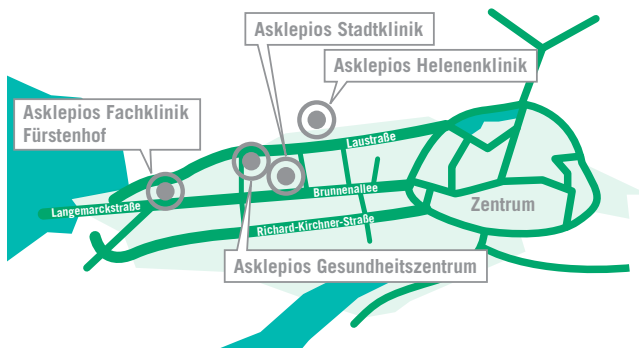 Asklepios Stadtklinik
Asklepios Helenenklinik
Asklepios Fachklinik
Fürstenhof
Laustraße
Brunnenallee
Langemarckstraße
Zentrum
Richard-Kirchner-Straße
Asklepios Gesundheitszentrum